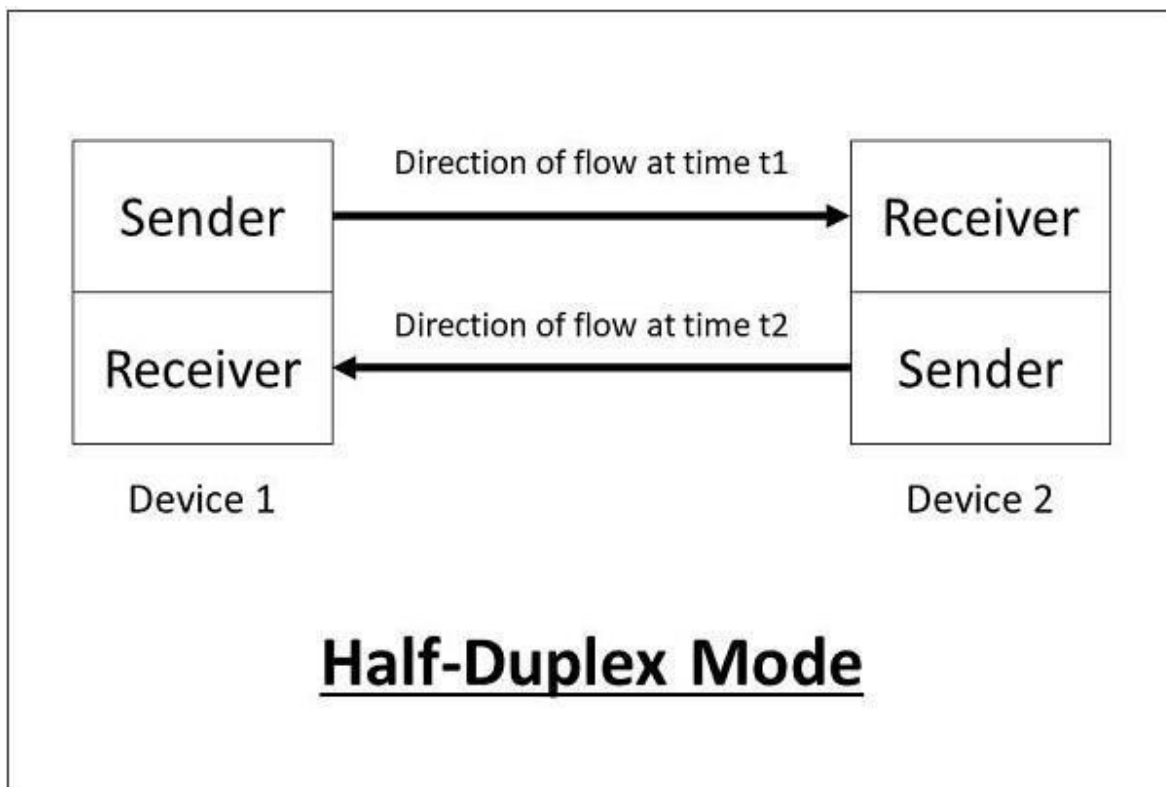 Direction of flow at time t1
Sender
Receiver
Direction of flow at time t2
Receiver
Sender
Device 1
Device 2
Half-Duplex Mode